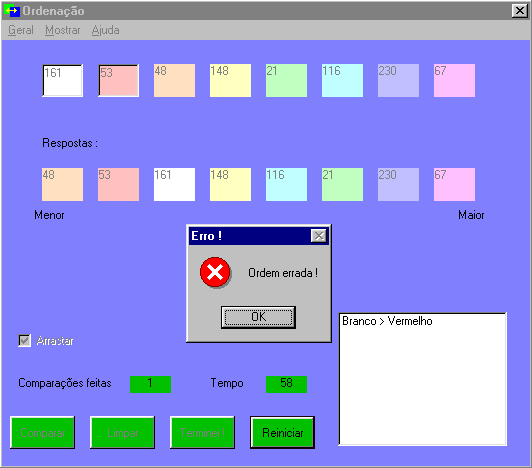 Ordenação
Geral Mostrar Ajuda
161 53 48 148 21 116 230 67
Respostas :
48 53 161 148 116 21 230 67
Menor Maior
Erro !
Ordem errada !
OK
Branco > Vermelho
Arrastar
Comparações feitas 1 Tempo 58
Comparar Limpar Terminei ! Reiniciar